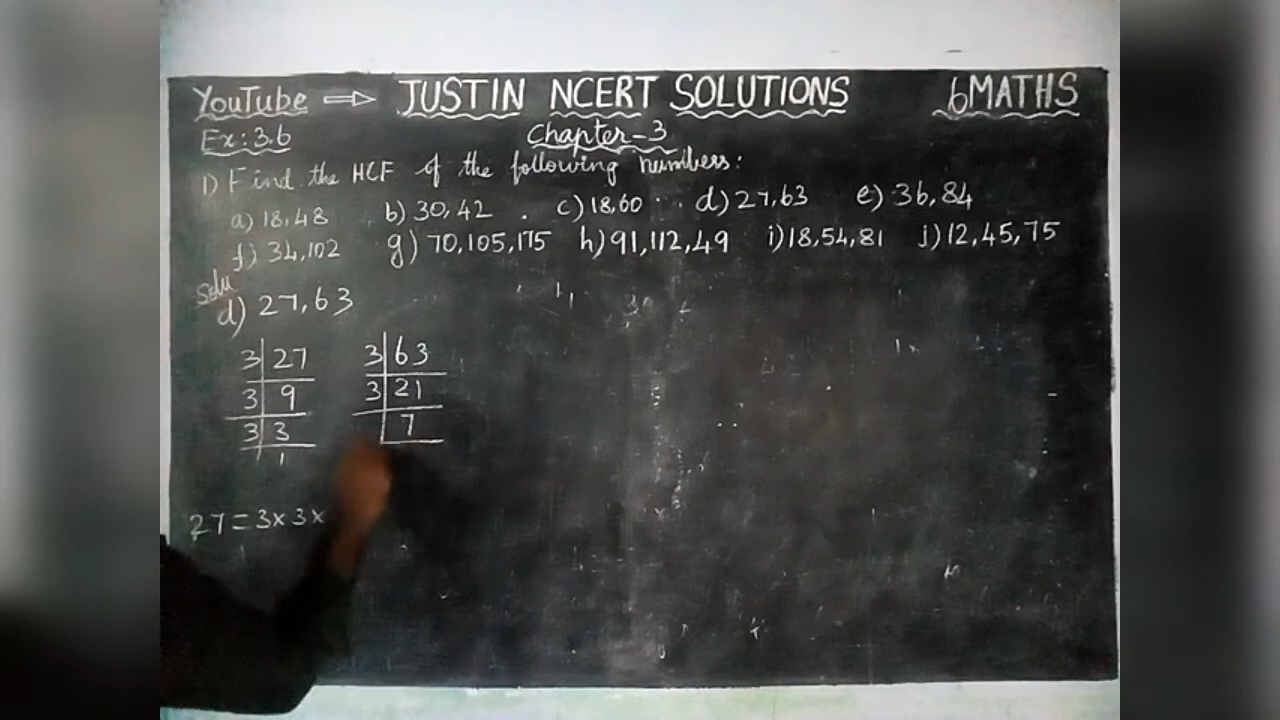 YouTube ⇒ JUSTIN NCERT SOLUTIONS 6 MATHS
Ex: 3.6 Chapter-3
1) Find the HCF of the following numbers:
a) 18,48 b) 30,42 c) 18,60 d) 27,63 e) 36,84
f) 34,102 g) 70,105,175 h) 91,112,49 i) 18,54,81 j) 12,45,75
Solu
d) 27,63
3 27 3 63
3 9 3 21
3 3 7
1
27 = 3 x 3 x